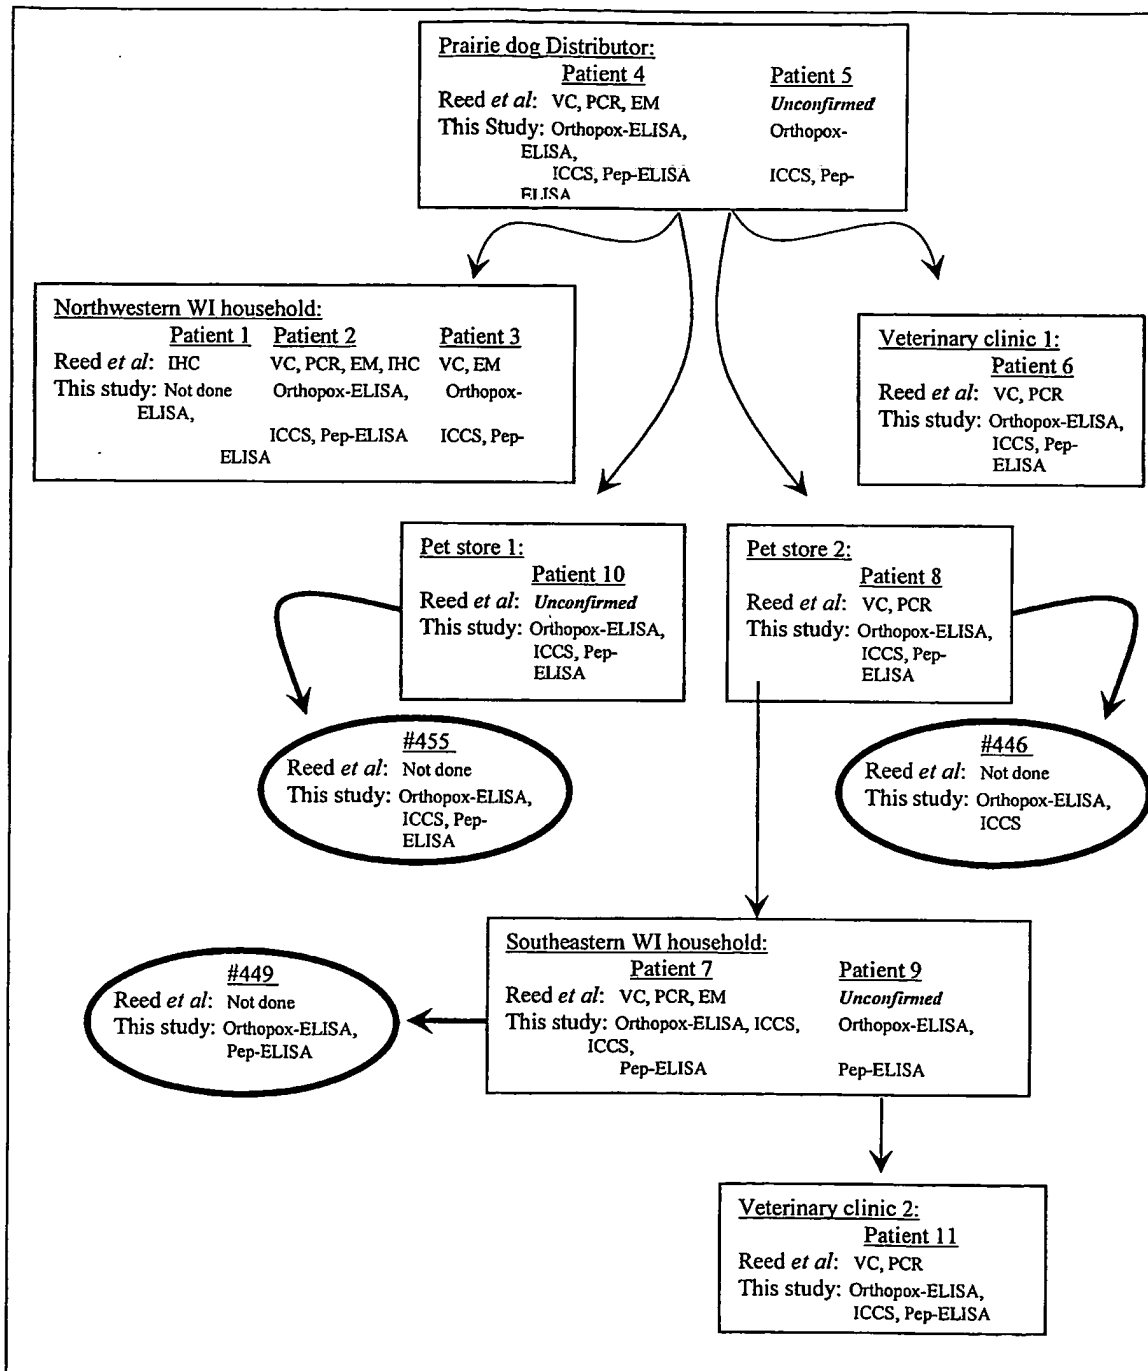 Prairie dog Distributor:
Patient 4 Patient 5
Reed et al: VC, PCR, EM Unconfirmed
This Study: Orthopox-ELISA, Orthopox-
ELISA,
ICCS, Pep-ELISA ICCS, Pep-
ELISA
Northwestern WI household:
Patient 1 Patient 2 Patient 3
Reed et al: IHC VC, PCR, EM, IHC VC, EM
This study: Not done Orthopox-ELISA, Orthopox-
ELISA,
ICCS, Pep-ELISA ICCS, Pep-
ELISA
Veterinary clinic 1:
Patient 6
Reed et al: VC, PCR
This study: Orthopox-ELISA,
ICCS, Pep-
ELISA
Pet store 1:
Patient 10
Reed et al: Unconfirmed
This study: Orthopox-ELISA,
ICCS, Pep-
ELISA
Pet store 2:
Patient 8
Reed et al: VC, PCR
This study: Orthopox-ELISA,
ICCS, Pep-
ELISA
#455
Reed et al: Not done
This study: Orthopox-ELISA,
ICCS, Pep-
ELISA
#446
Reed et al: Not done
This study: Orthopox-ELISA,
ICCS
Southeastern WI household:
Patient 7 Patient 9
Reed et al: VC, PCR, EM Unconfirmed
This study: Orthopox-ELISA, ICCS, Orthopox-ELISA,
ICCS,
Pep-ELISA Pep-ELISA
#449
Reed et al: Not done
This study: Orthopox-ELISA,
Pep-ELISA
Veterinary clinic 2:
Patient 11
Reed et al: VC, PCR
This study: Orthopox-ELISA,
ICCS, Pep-ELISA